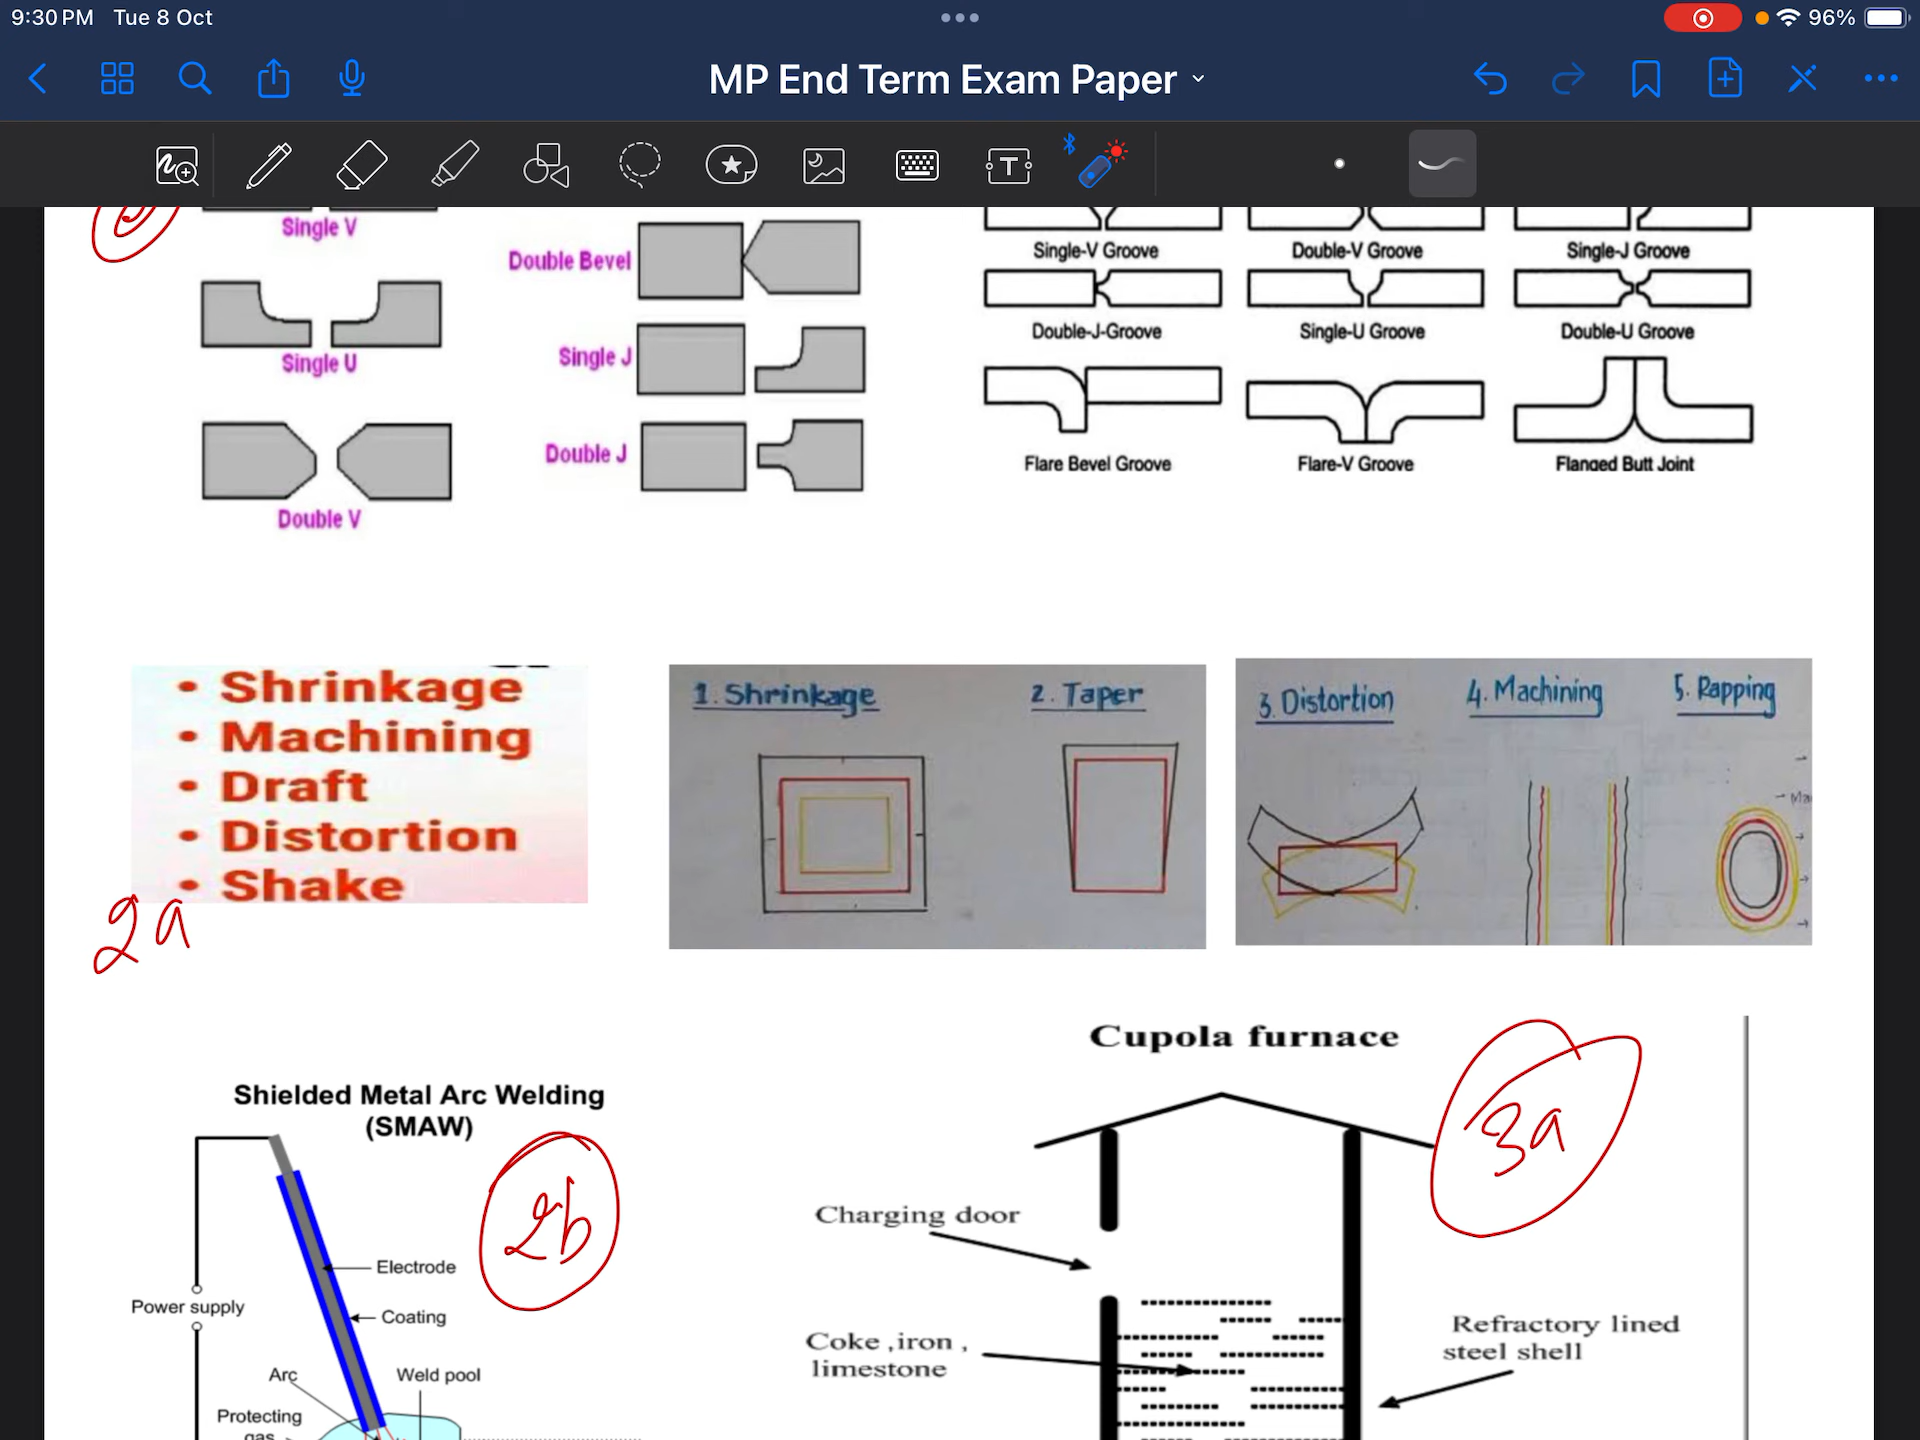 9:30 PM Tue 8 Oct
96%
MP End Term Exam Paper
T
Single V
Single U
Double V
Double Bevel
Single J
Double J
Single-V Groove
Double-V Groove
Single-J Groove
Double-J-Groove
Single-U Groove
Double-U Groove
Flare Bevel Groove
Flare-V Groove
Flanged Butt Joint
• Shrinkage
• Machining
• Draft
• Distortion
• Shake
2a
1. Shrinkage
2. Taper
3. Distortion
4. Machining
5. Rapping
Shielded Metal Arc Welding
(SMAW)
2b
Electrode
Power supply
Coating
Arc
Weld pool
Protecting
gas
Cupola furnace
3a
Charging door
Coke ,iron ,
limestone
Refractory lined
steel shell